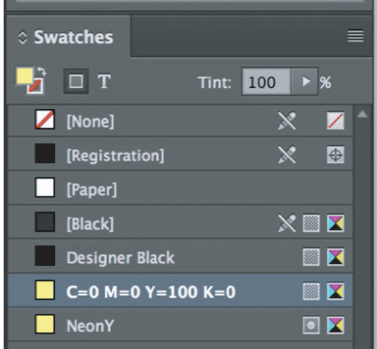 Swatches
T Tint: 100 %
[None]
[Registration]
[Paper]
[Black]
Designer Black
C=0 M=0 Y=100 K=0
NeonY